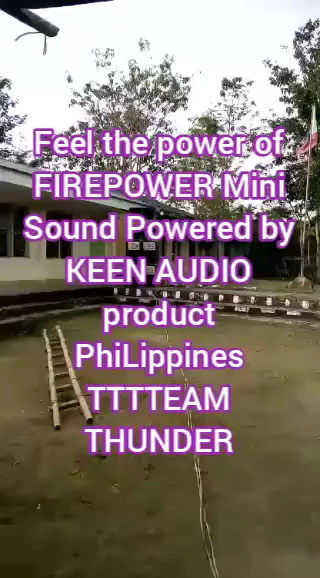 Feel the power of
FIREPOWER Mini
Sound Powered by
KEEN AUDIO
product
PhiLippines
TTTTEAM
THUNDER